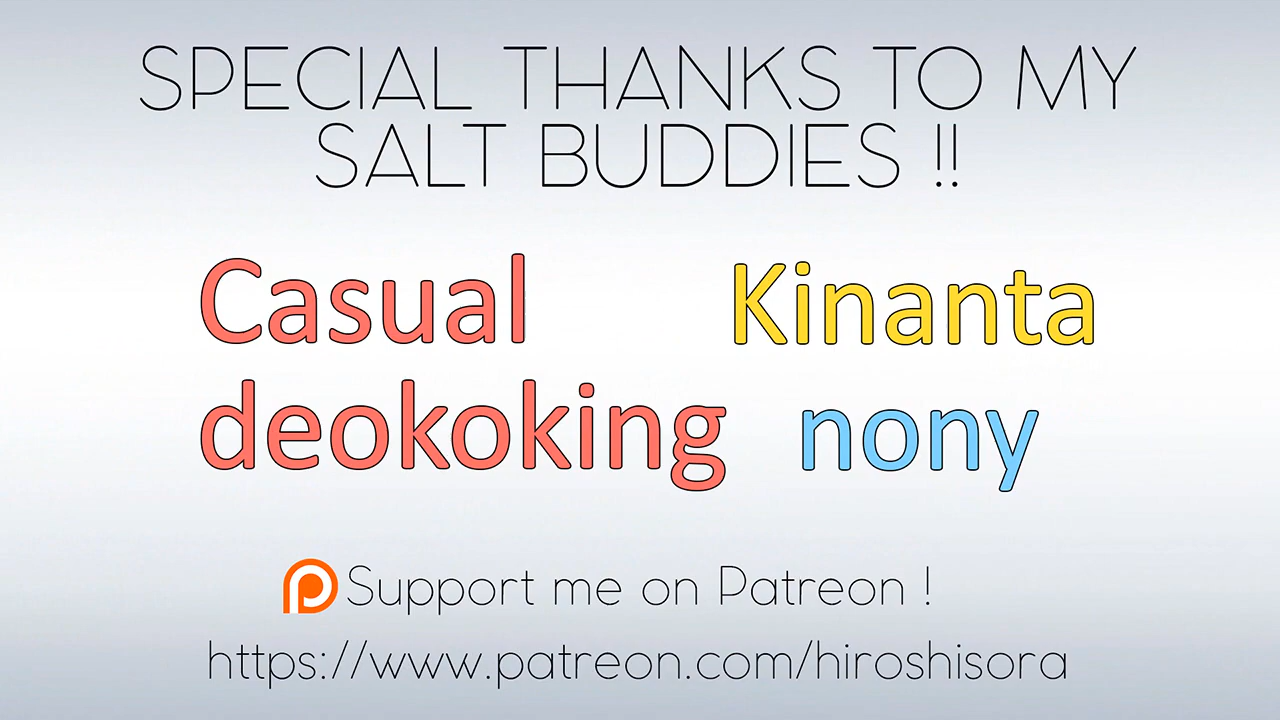 SPECIAL THANKS TO MY
SALT BUDDIES !!
Casual Kinanta
deokoking nony
Support me on Patreon !
https://www.patreon.com/hiroshisora